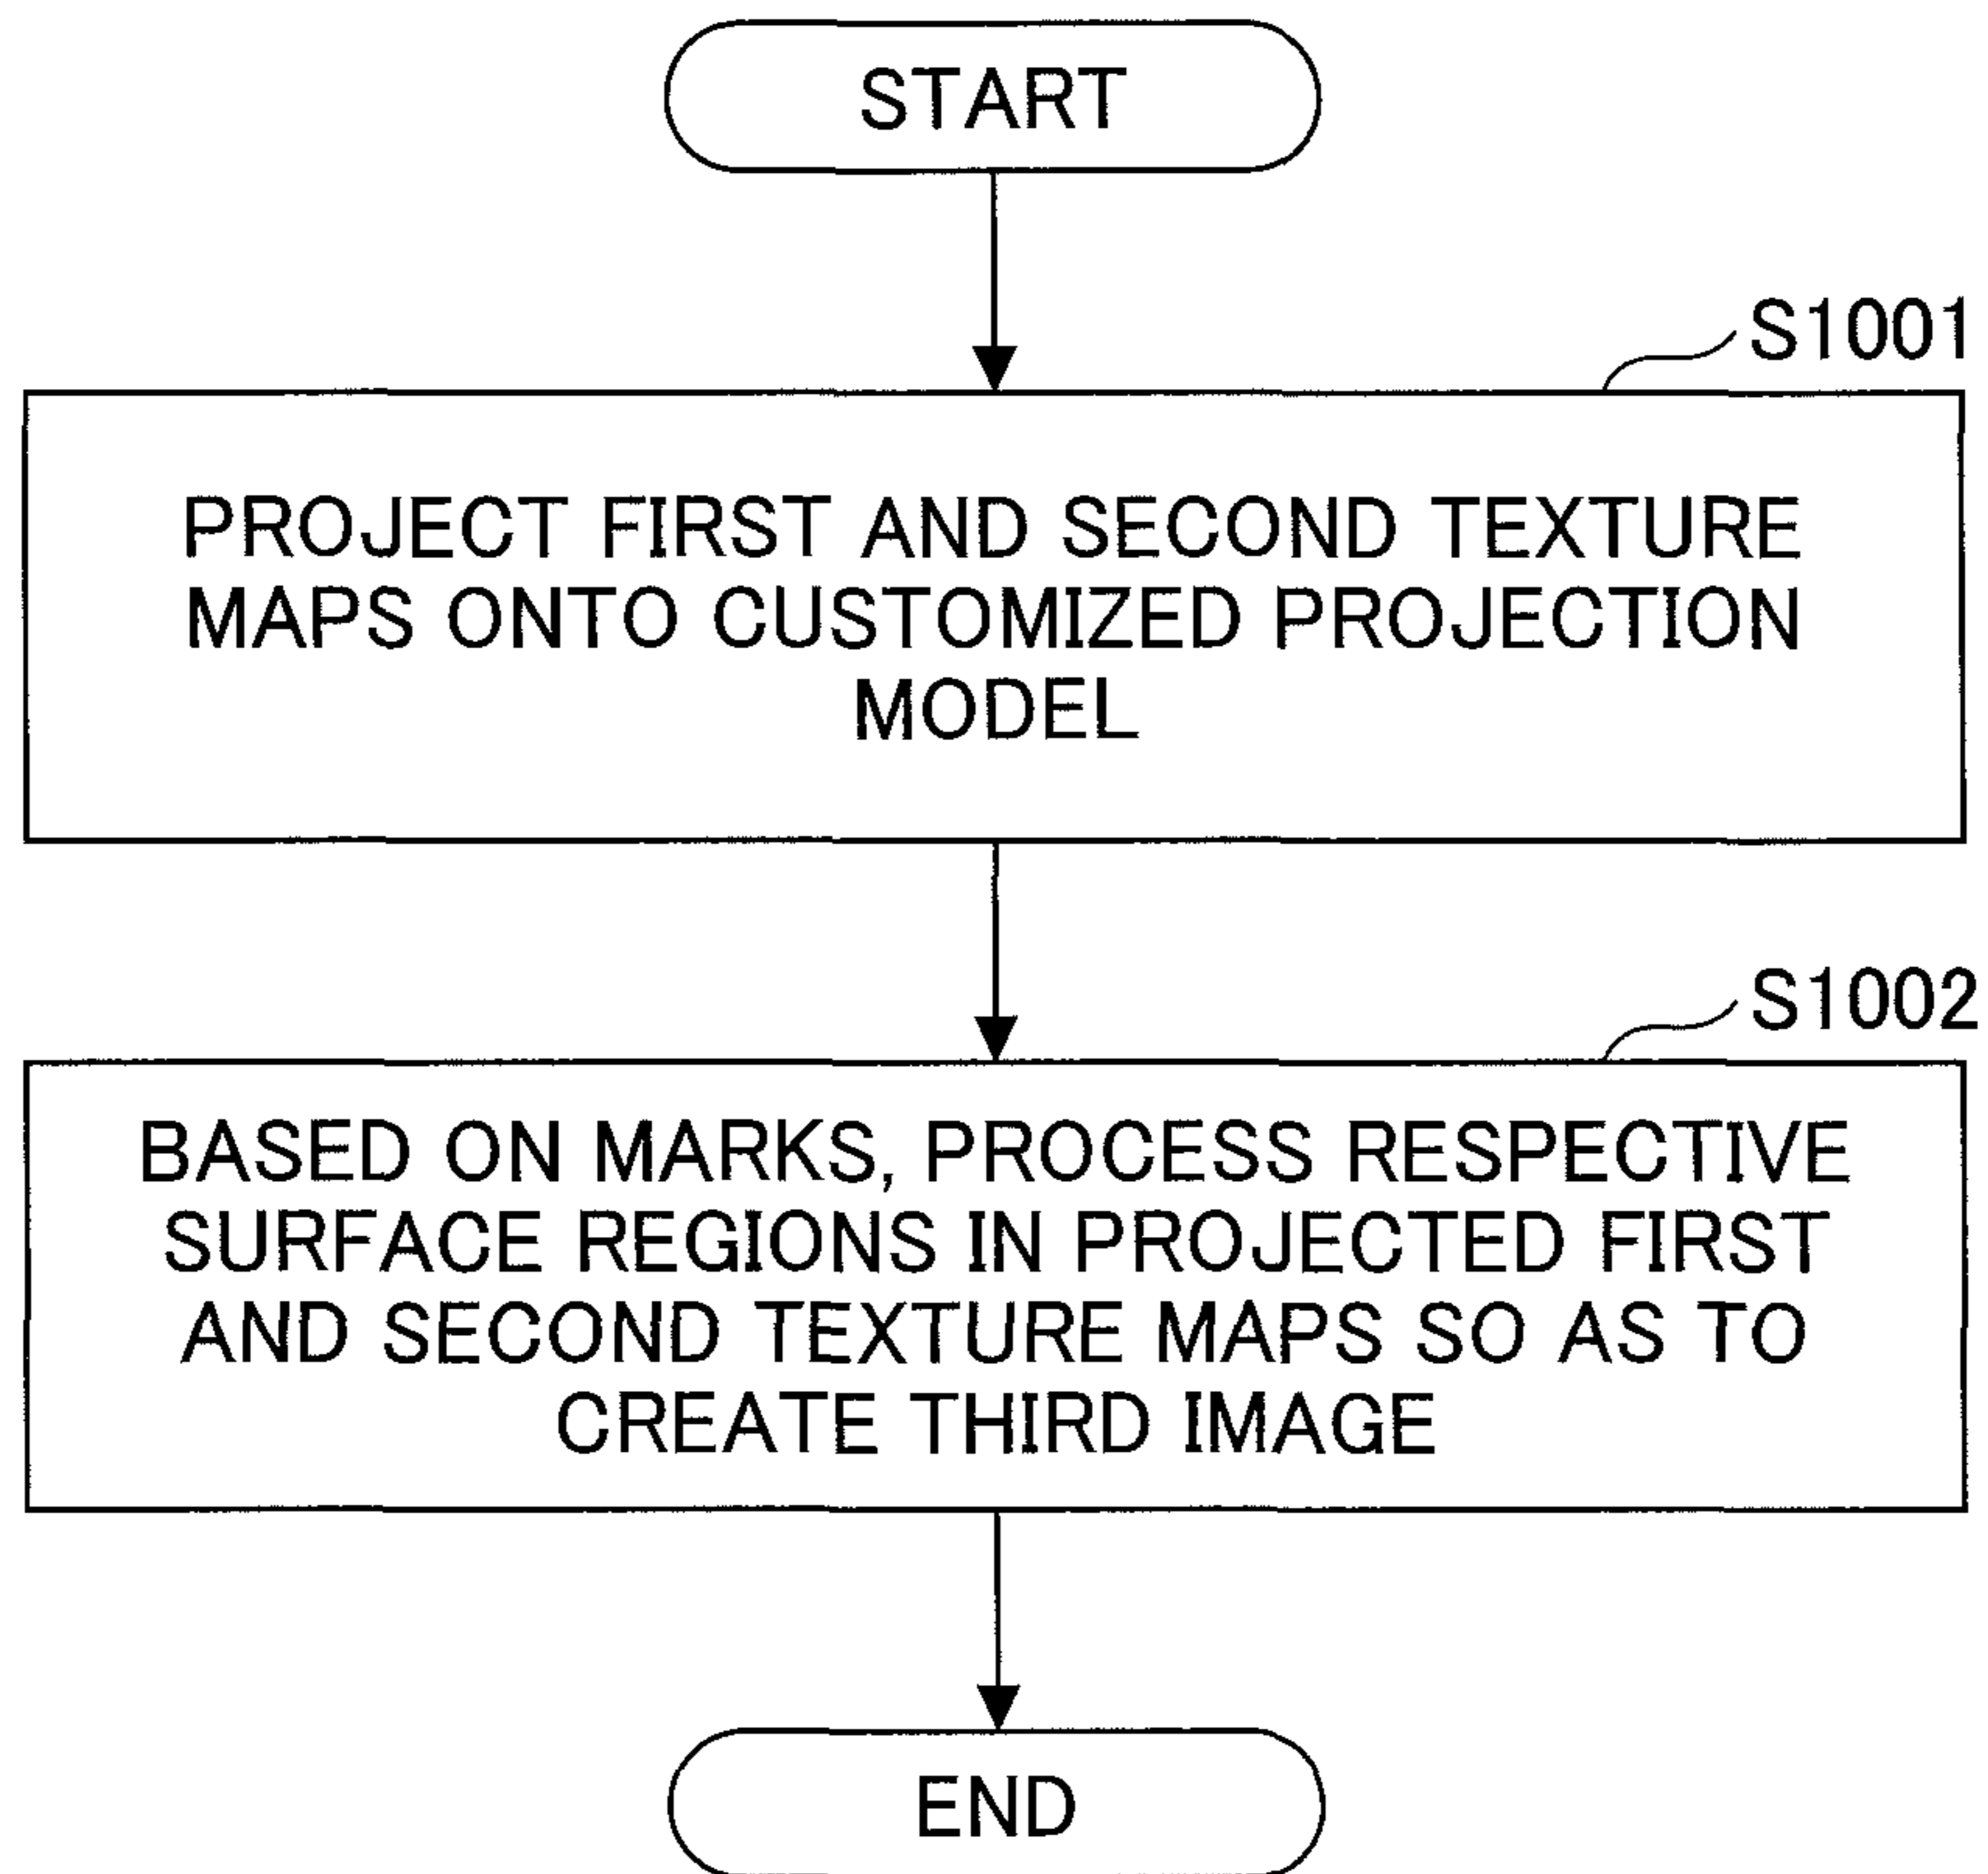 START
S1001
PROJECT FIRST AND SECOND TEXTURE
MAPS ONTO CUSTOMIZED PROJECTION
MODEL
S1002
BASED ON MARKS, PROCESS RESPECTIVE
SURFACE REGIONS IN PROJECTED FIRST
AND SECOND TEXTURE MAPS SO AS TO
CREATE THIRD IMAGE
END